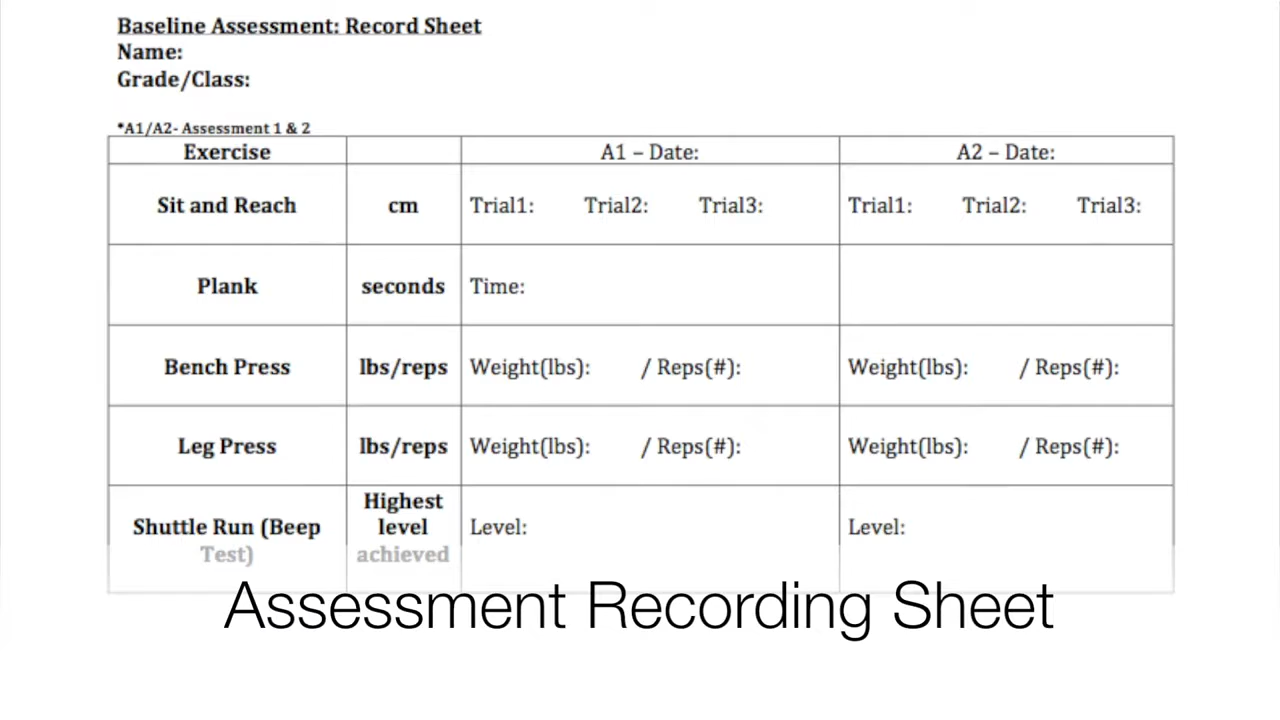 Baseline Assessment: Record Sheet
Name:
Grade/Class:
*A1/A2- Assessment 1 & 2
Exercise A1 – Date: A2 – Date:
Sit and Reach cm Trial1: Trial2: Trial3: Trial1: Trial2: Trial3:
Plank seconds Time:
Bench Press lbs/reps Weight(lbs): / Reps(#): Weight(lbs): / Reps(#):
Leg Press lbs/reps Weight(lbs): / Reps(#): Weight(lbs): / Reps(#):
Shuttle Run (Beep
Test)
Highest
level
achieved
Level:
Level:
Assessment Recording Sheet